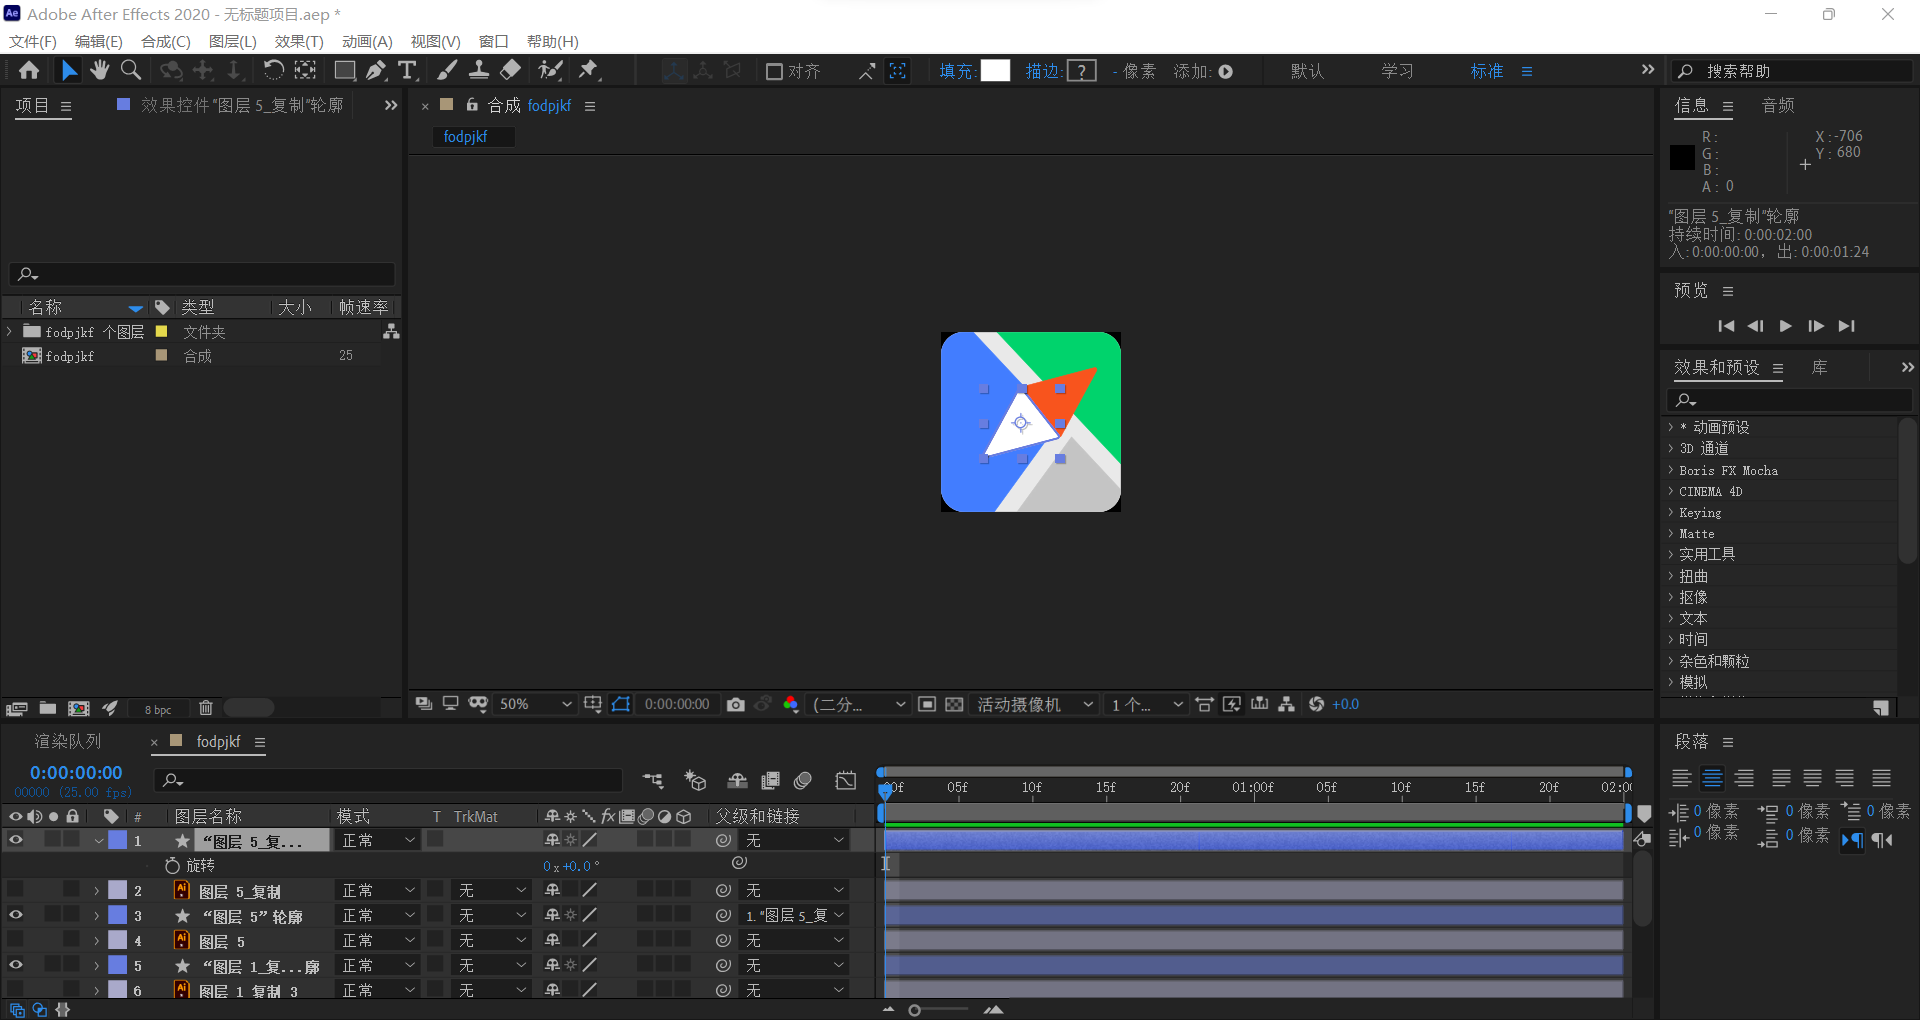 Adobe After Effects 2020 - 无标题项目.aep *
文件(F) 编辑(E) 合成(C) 图层(L) 效果(T) 动画(A) 视图(V) 窗口 帮助(H)
对齐 填充: 描边: ? - 像素 添加: 默认 学习 标准 搜索帮助
项目 效果控件“图层 5_复制”轮廓
合成 fodpjkf
fodpjkf
信息 音频
R :
G :
B :
A : 0
X : -706
Y : 680
“图层 5_复制”轮廓
持续时间: 0:00:02:00
入: 0:00:00:00, 出: 0:00:01:24
预览
名称 类型 大小 帧速率
fodpjkf 个图层 文件夹
fodpjkf 合成 25
效果和预设 库
* 动画预设
3D 通道
Boris FX Mocha
CINEMA 4D
Keying
Matte
实用工具
扭曲
抠像
文本
时间
杂色和颗粒
模拟
8 bpc
50% 0:00:00:00 (二分... 活动摄像机 1 个... +0.0
渲染队列 fodpjkf
0:00:00:00
00000 (25.00 fps)
05f 10f 15f 20f 01:00f 05f 10f 15f 20f
# 图层名称 模式 T TrkMat 父级和链接
1 “图层 5_复... 正常 无
旋转 0x+0.0°
2 图层 5_复制 正常 无 无
3 “图层 5”轮廓 正常 无 1. “图层 5_复
4 图层 5 正常 无 无
5 “图层 1_复...廓 正常 无 无
6 图层 1_复制 3 正常 无 无
段落
0 像素 0 像素 0 像素
0 像素 0 像素